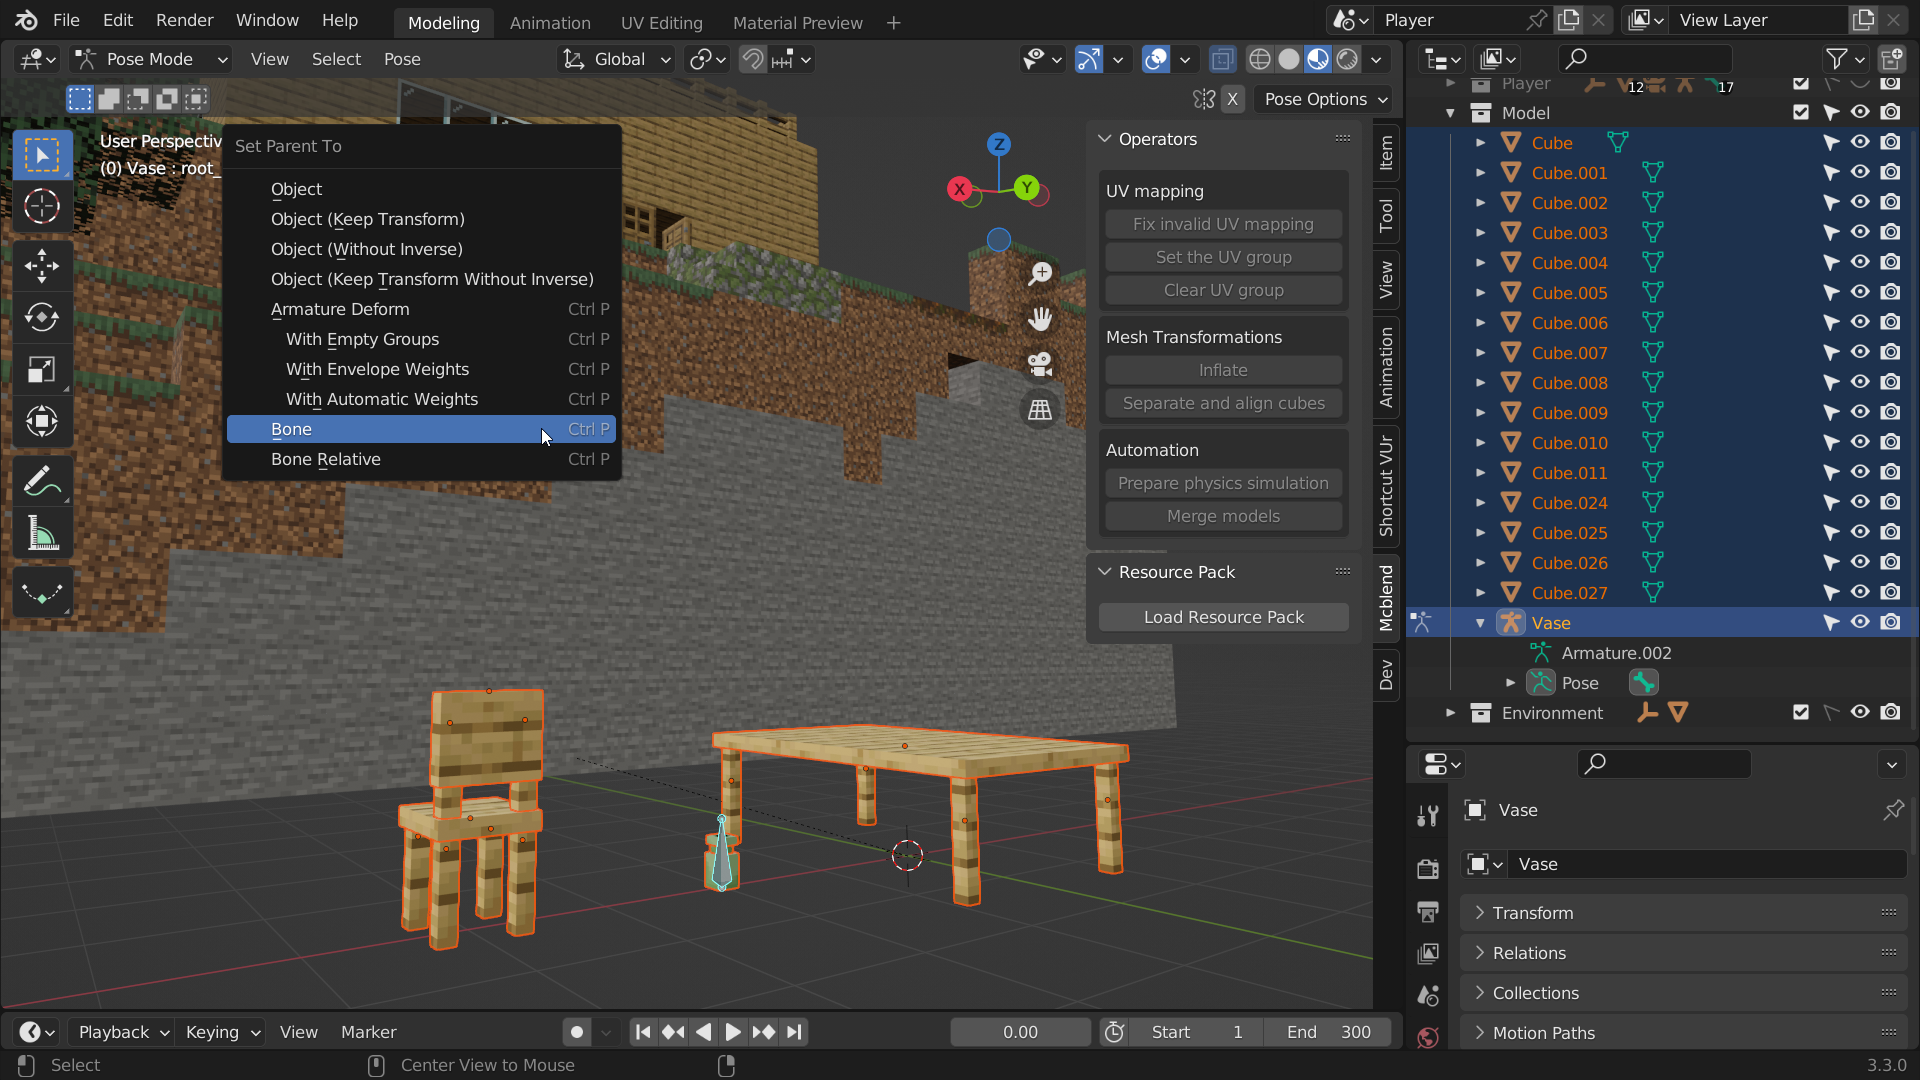 File Edit Render Window Help Modeling Animation UV Editing Material Preview + Player View Layer
Pose Mode View Select Pose Global
X Pose Options
User Perspectiv
(0) Vase : root_
Set Parent To
Object
Object (Keep Transform)
Object (Without Inverse)
Object (Keep Transform Without Inverse)
Armature Deform Ctrl P
With Empty Groups Ctrl P
With Envelope Weights Ctrl P
With Automatic Weights Ctrl P
Bone Ctrl P
Bone Relative Ctrl P
Z
X
Y
Operators
UV mapping
Fix invalid UV mapping
Set the UV group
Clear UV group
Mesh Transformations
Inflate
Separate and align cubes
Automation
Prepare physics simulation
Merge models
Resource Pack
Load Resource Pack
Item
Tool
View
Animation
Shortcut VUr
Mcblend
Dev
Player 12 17
Model
Cube
Cube.001
Cube.002
Cube.003
Cube.004
Cube.005
Cube.006
Cube.007
Cube.008
Cube.009
Cube.010
Cube.011
Cube.024
Cube.025
Cube.026
Cube.027
Vase
Armature.002
Pose
Environment
Vase
Vase
Transform
Relations
Collections
Motion Paths
Playback Keying View Marker 0.00 Start 1 End 300
Select Center View to Mouse 3.3.0